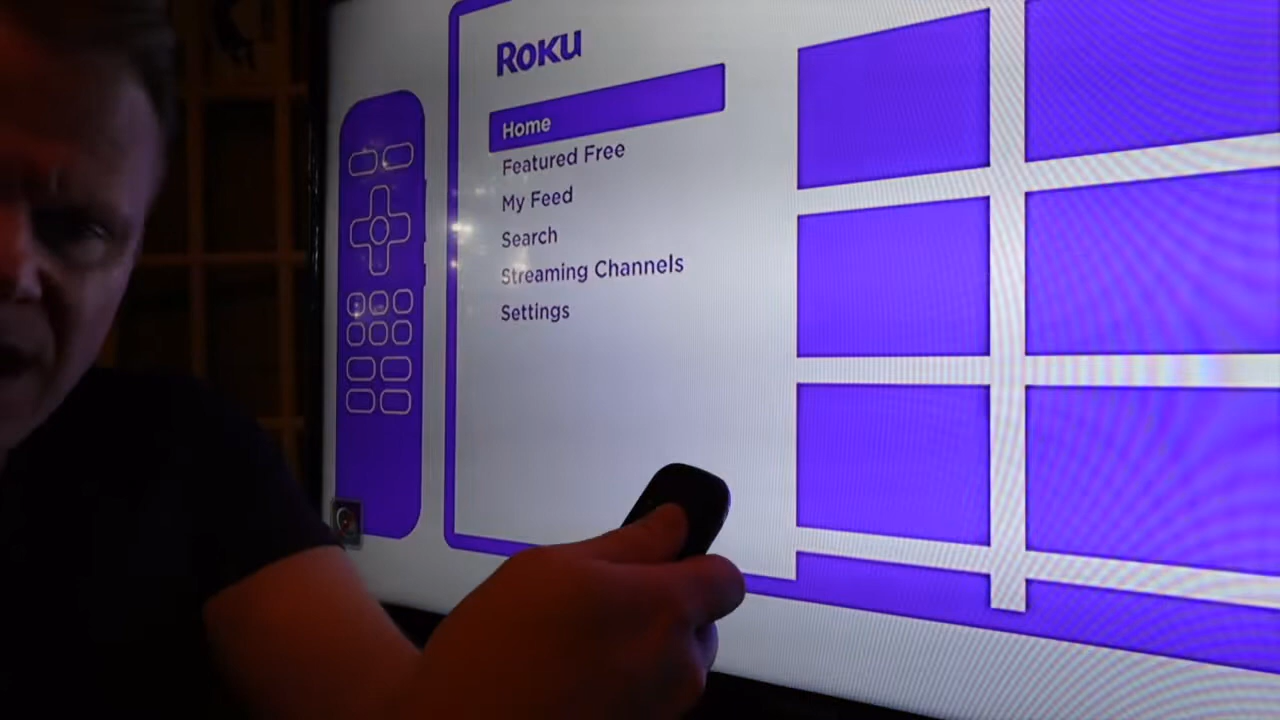 Roku
Home
Featured Free
My Feed
Search
Streaming Channels
Settings